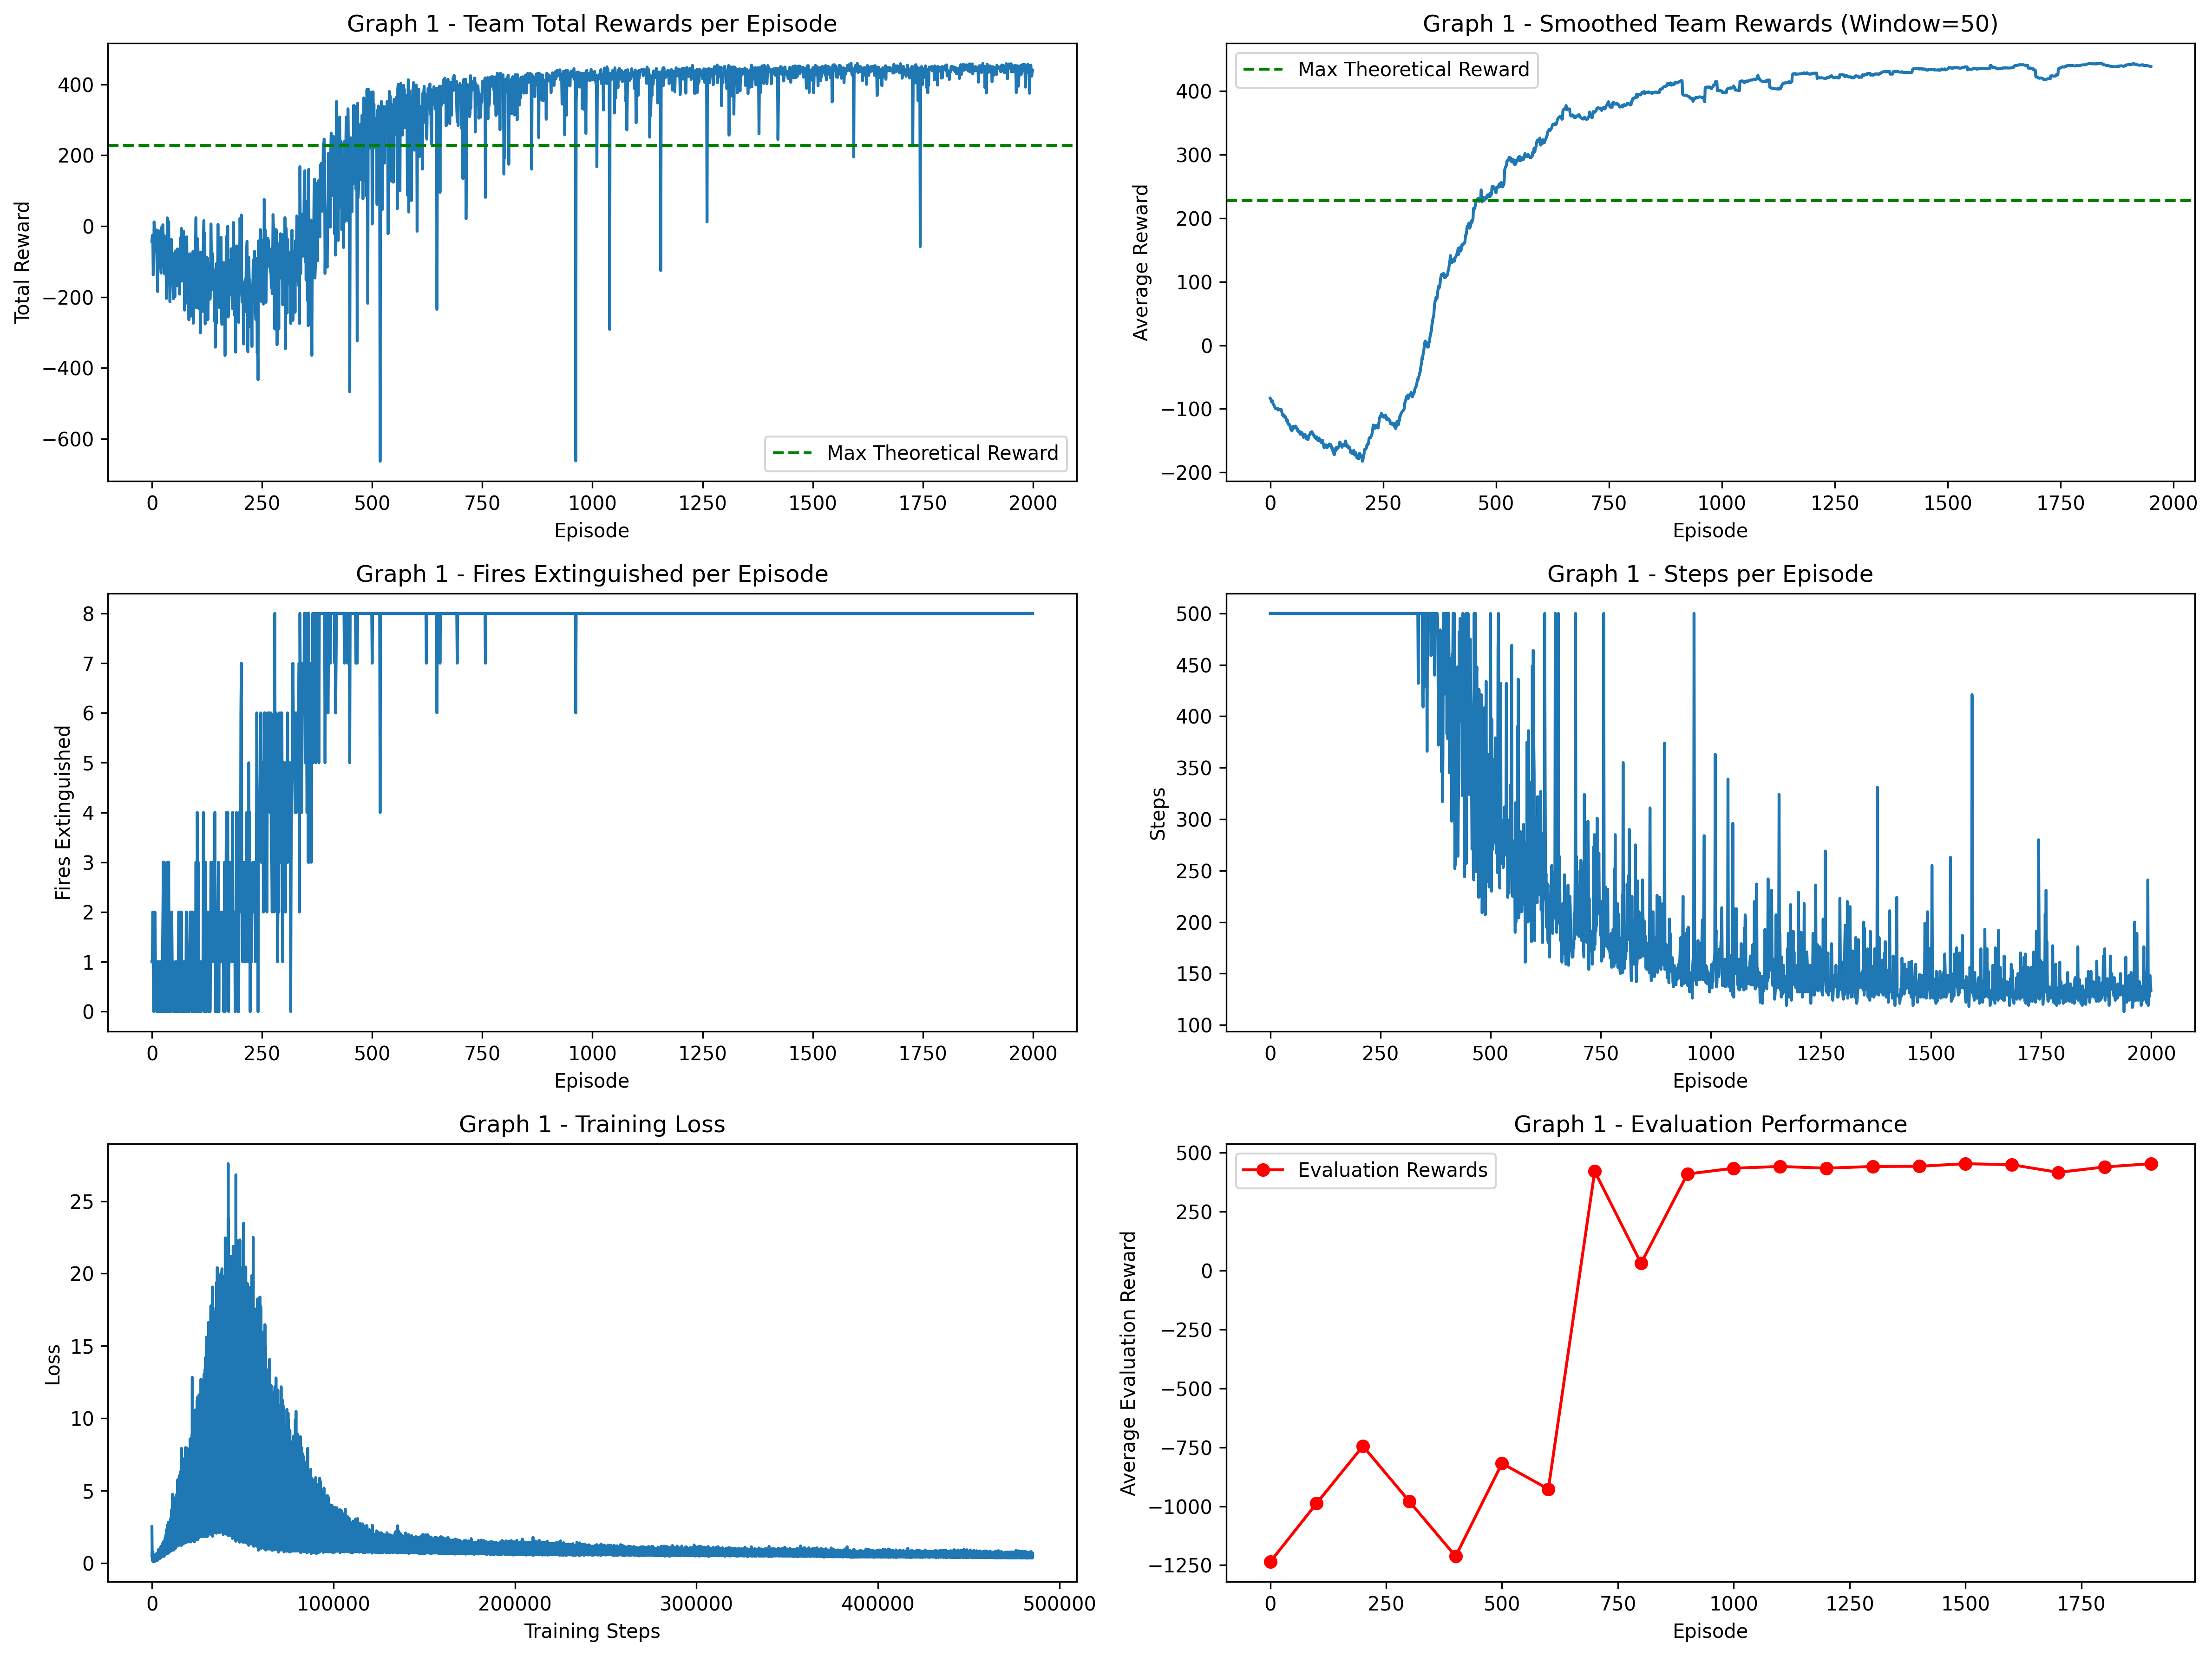 Graph 1 - Team Total Rewards per Episode
Total Reward
400
200
0
−200
−400
−600
Max Theoretical Reward
0 250 500 750 1000 1250 1500 1750 2000
Episode
Graph 1 - Smoothed Team Rewards (Window=50)
Average Reward
Max Theoretical Reward
400
300
200
100
0
−100
−200
0 250 500 750 1000 1250 1500 1750 2000
Episode
Graph 1 - Fires Extinguished per Episode
Fires Extinguished
8
7
6
5
4
3
2
1
0
0 250 500 750 1000 1250 1500 1750 2000
Episode
Graph 1 - Steps per Episode
Steps
500
450
400
350
300
250
200
150
100
0 250 500 750 1000 1250 1500 1750 2000
Episode
Graph 1 - Training Loss
Loss
25
20
15
10
5
0
0 100000 200000 300000 400000 500000
Training Steps
Graph 1 - Evaluation Performance
Average Evaluation Reward
Evaluation Rewards
500
250
0
−250
−500
−750
−1000
−1250
0 250 500 750 1000 1250 1500 1750
Episode